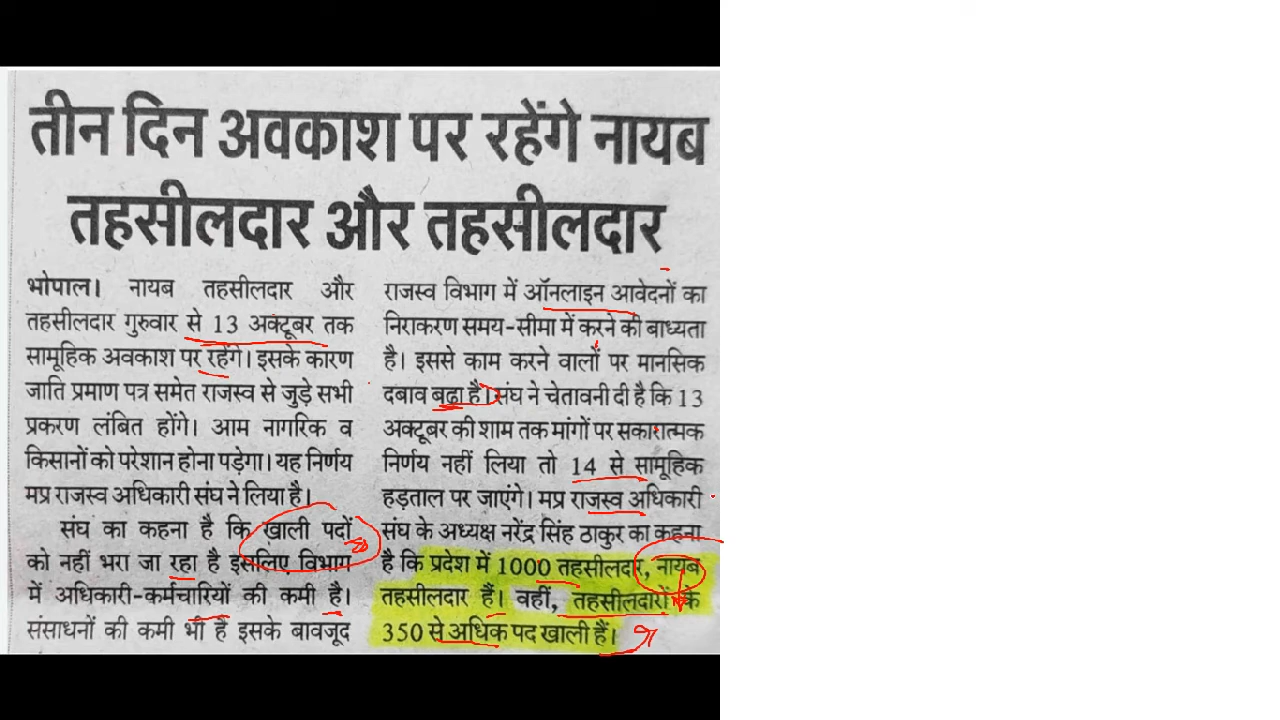 तीन दिन अवकाश पर रहेंगे नायब
तहसीलदार और तहसीलदार
भोपाल। नायब तहसीलदार और
तहसीलदार गुरुवार से 13 अक्टूबर तक
सामूहिक अवकाश पर रहेंगे। इसके कारण
जाति प्रमाण पत्र समेत राजस्व से जुड़े सभी
प्रकरण लंबित होंगे। आम नागरिक व
किसानों को परेशान होना पड़ेगा। यह निर्णय
मप्र राजस्व अधिकारी संघ ने लिया है।
संघ का कहना है कि खाली पदों
को नहीं भरा जा रहा है इसलिए विभाग
में अधिकारी-कर्मचारियों की कमी है।
संसाधनों की कमी भी है इसके बावजूद
राजस्व विभाग में ऑनलाइन आवेदनों का
निराकरण समय-सीमा में करने की बाध्यता
है। इससे काम करने वालों पर मानसिक
दबाव बढ़ा है। संघ ने चेतावनी दी है कि 13
अक्टूबर की शाम तक मांगों पर सकारात्मक
निर्णय नहीं लिया तो 14 से सामूहिक
हड़ताल पर जाएंगे। मप्र राजस्व अधिकारी
संघ के अध्यक्ष नरेंद्र सिंह ठाकुर का कहना
है कि प्रदेश में 1000 तहसीलदार, नायब
तहसीलदार हैं। वहीं, तहसीलदारों के
350 से अधिक पद खाली हैं।